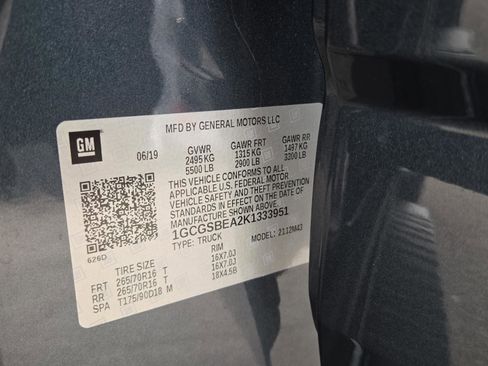 MFD BY GENERAL MOTORS LLC
GM
06/19 GVWR GAWR FRT GAWR RR
2495 KG 1315 KG 1497 KG
5500 LB 2900 LB 3300 LB
THIS VEHICLE CONFORMS TO ALL
APPLICABLE U.S. FEDERAL MOTOR
VEHICLE SAFETY AND THEFT PREVENTION
STANDARDS IN EFFECT ON THE DATE OF
MANUFACTURE SHOWN ABOVE.
1GCGSBEA2K1333951
TYPE: TRUCK MODEL: 2112M43
626D
TIRE SIZE RIM
FRT 265/70R16 T 16X7.0J
RR 265/70R16 T 16X7.0J
SPA T175/90D18 M 18X4.5B